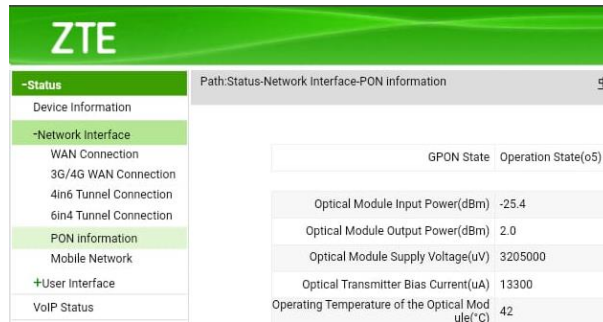 ZTE
-Status
Device Information
-Network Interface
WAN Connection
3G/4G WAN Connection
4in6 Tunnel Connection
6in4 Tunnel Connection
PON information
Mobile Network
+User Interface
VoIP Status
Path:Status-Network Interface-PON information
GPON State Operation State(o5)
Optical Module Input Power(dBm) -25.4
Optical Module Output Power(dBm) 2.0
Optical Module Supply Voltage(uV) 3205000
Optical Transmitter Bias Current(uA) 13300
Operating Temperature of the Optical Mod
ule(°C) 42